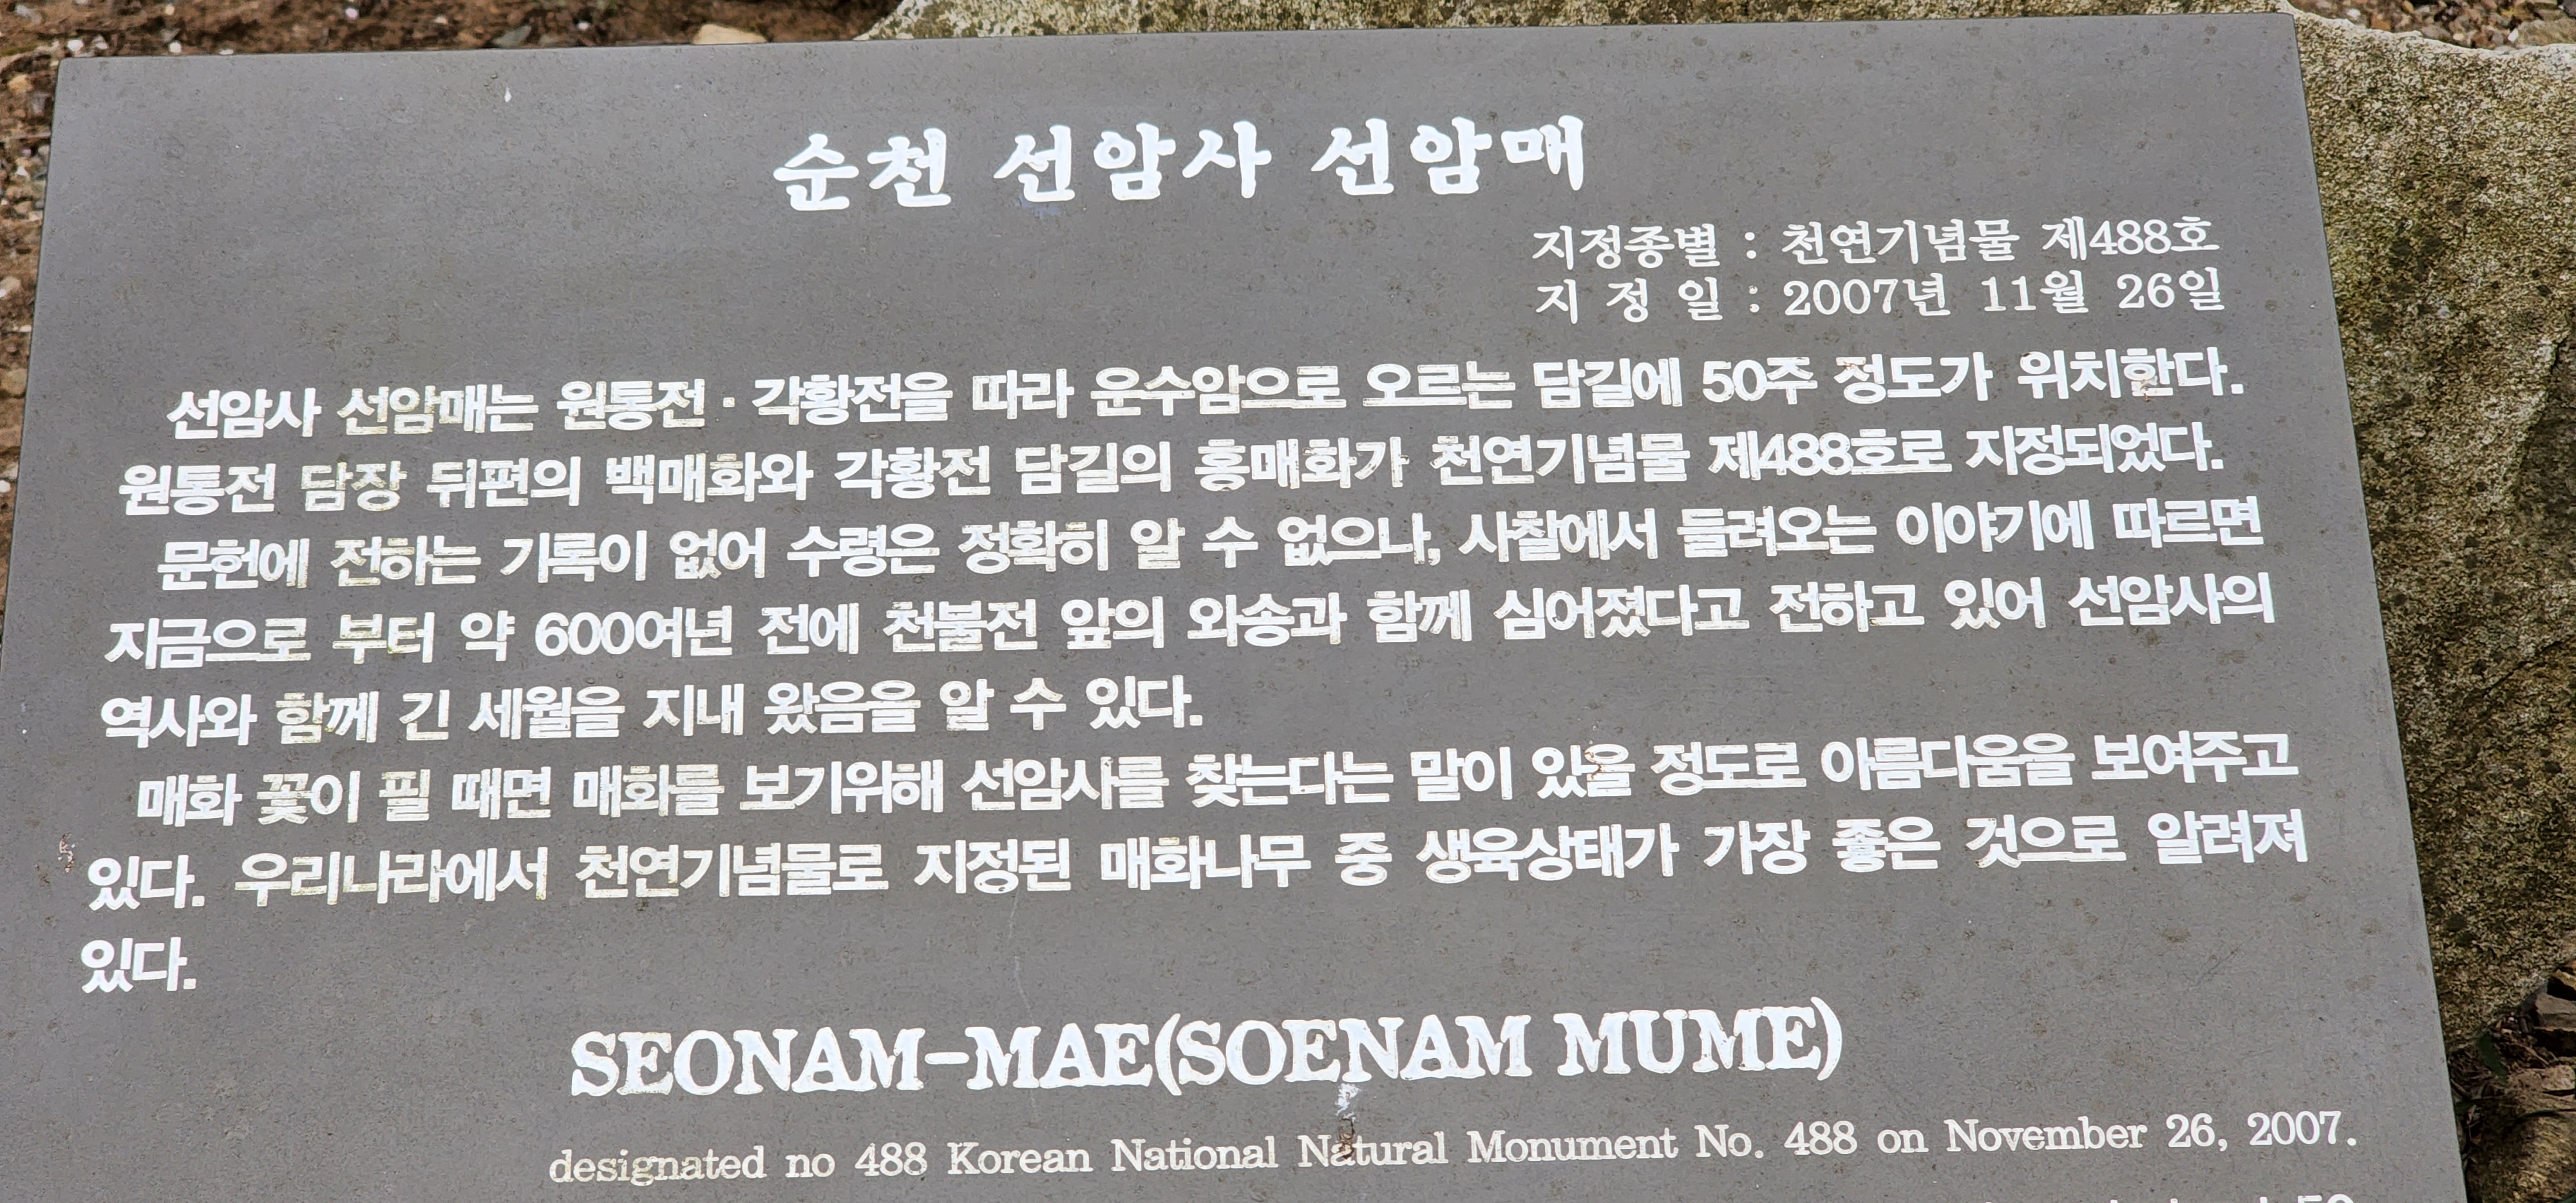 순천 선암사 선암매
지정종별 : 천연기념물 제488호
지 정 일 : 2007년 11월 26일
선암사 선암매는 원통전 · 각황전을 따라 운수암으로 오르는 담길에 50주 정도가 위치한다.
원통전 담장 뒤편의 백매화와 각황전 담길의 홍매화가 천연기념물 제488호로 지정되었다.
문헌에 전하는 기록이 없어 수령은 정확히 알 수 없으나, 사찰에서 들려오는 이야기에 따르면
지금으로 부터 약 600여년 전에 천불전 앞의 와송과 함께 심어졌다고 전하고 있어 선암사의
역사와 함께 긴 세월을 지내 왔음을 알 수 있다.
매화 꽃이 필 때면 매화를 보기위해 선암사를 찾는다는 말이 있을 정도로 아름다움을 보여주고
있다. 우리나라에서 천연기념물로 지정된 매화나무 중 생육상태가 가장 좋은 것으로 알려져
있다.
SEONAM-MAE(SOENAM MUME)
designated no 488 Korean National Natural Monument No. 488 on November 26, 2007.